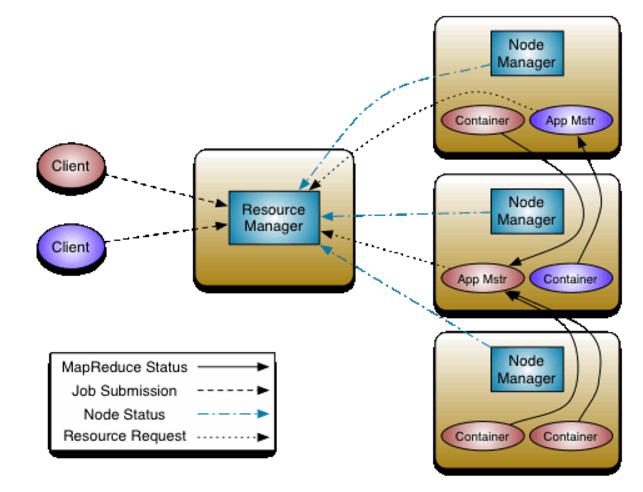 Node
Manager
Container
App Mstr
Client
Resource
Manager
Client
Node
Manager
App Mstr
Container
Node
Manager
Container
Container
MapReduce Status
Job Submission
Node Status
Resource Request